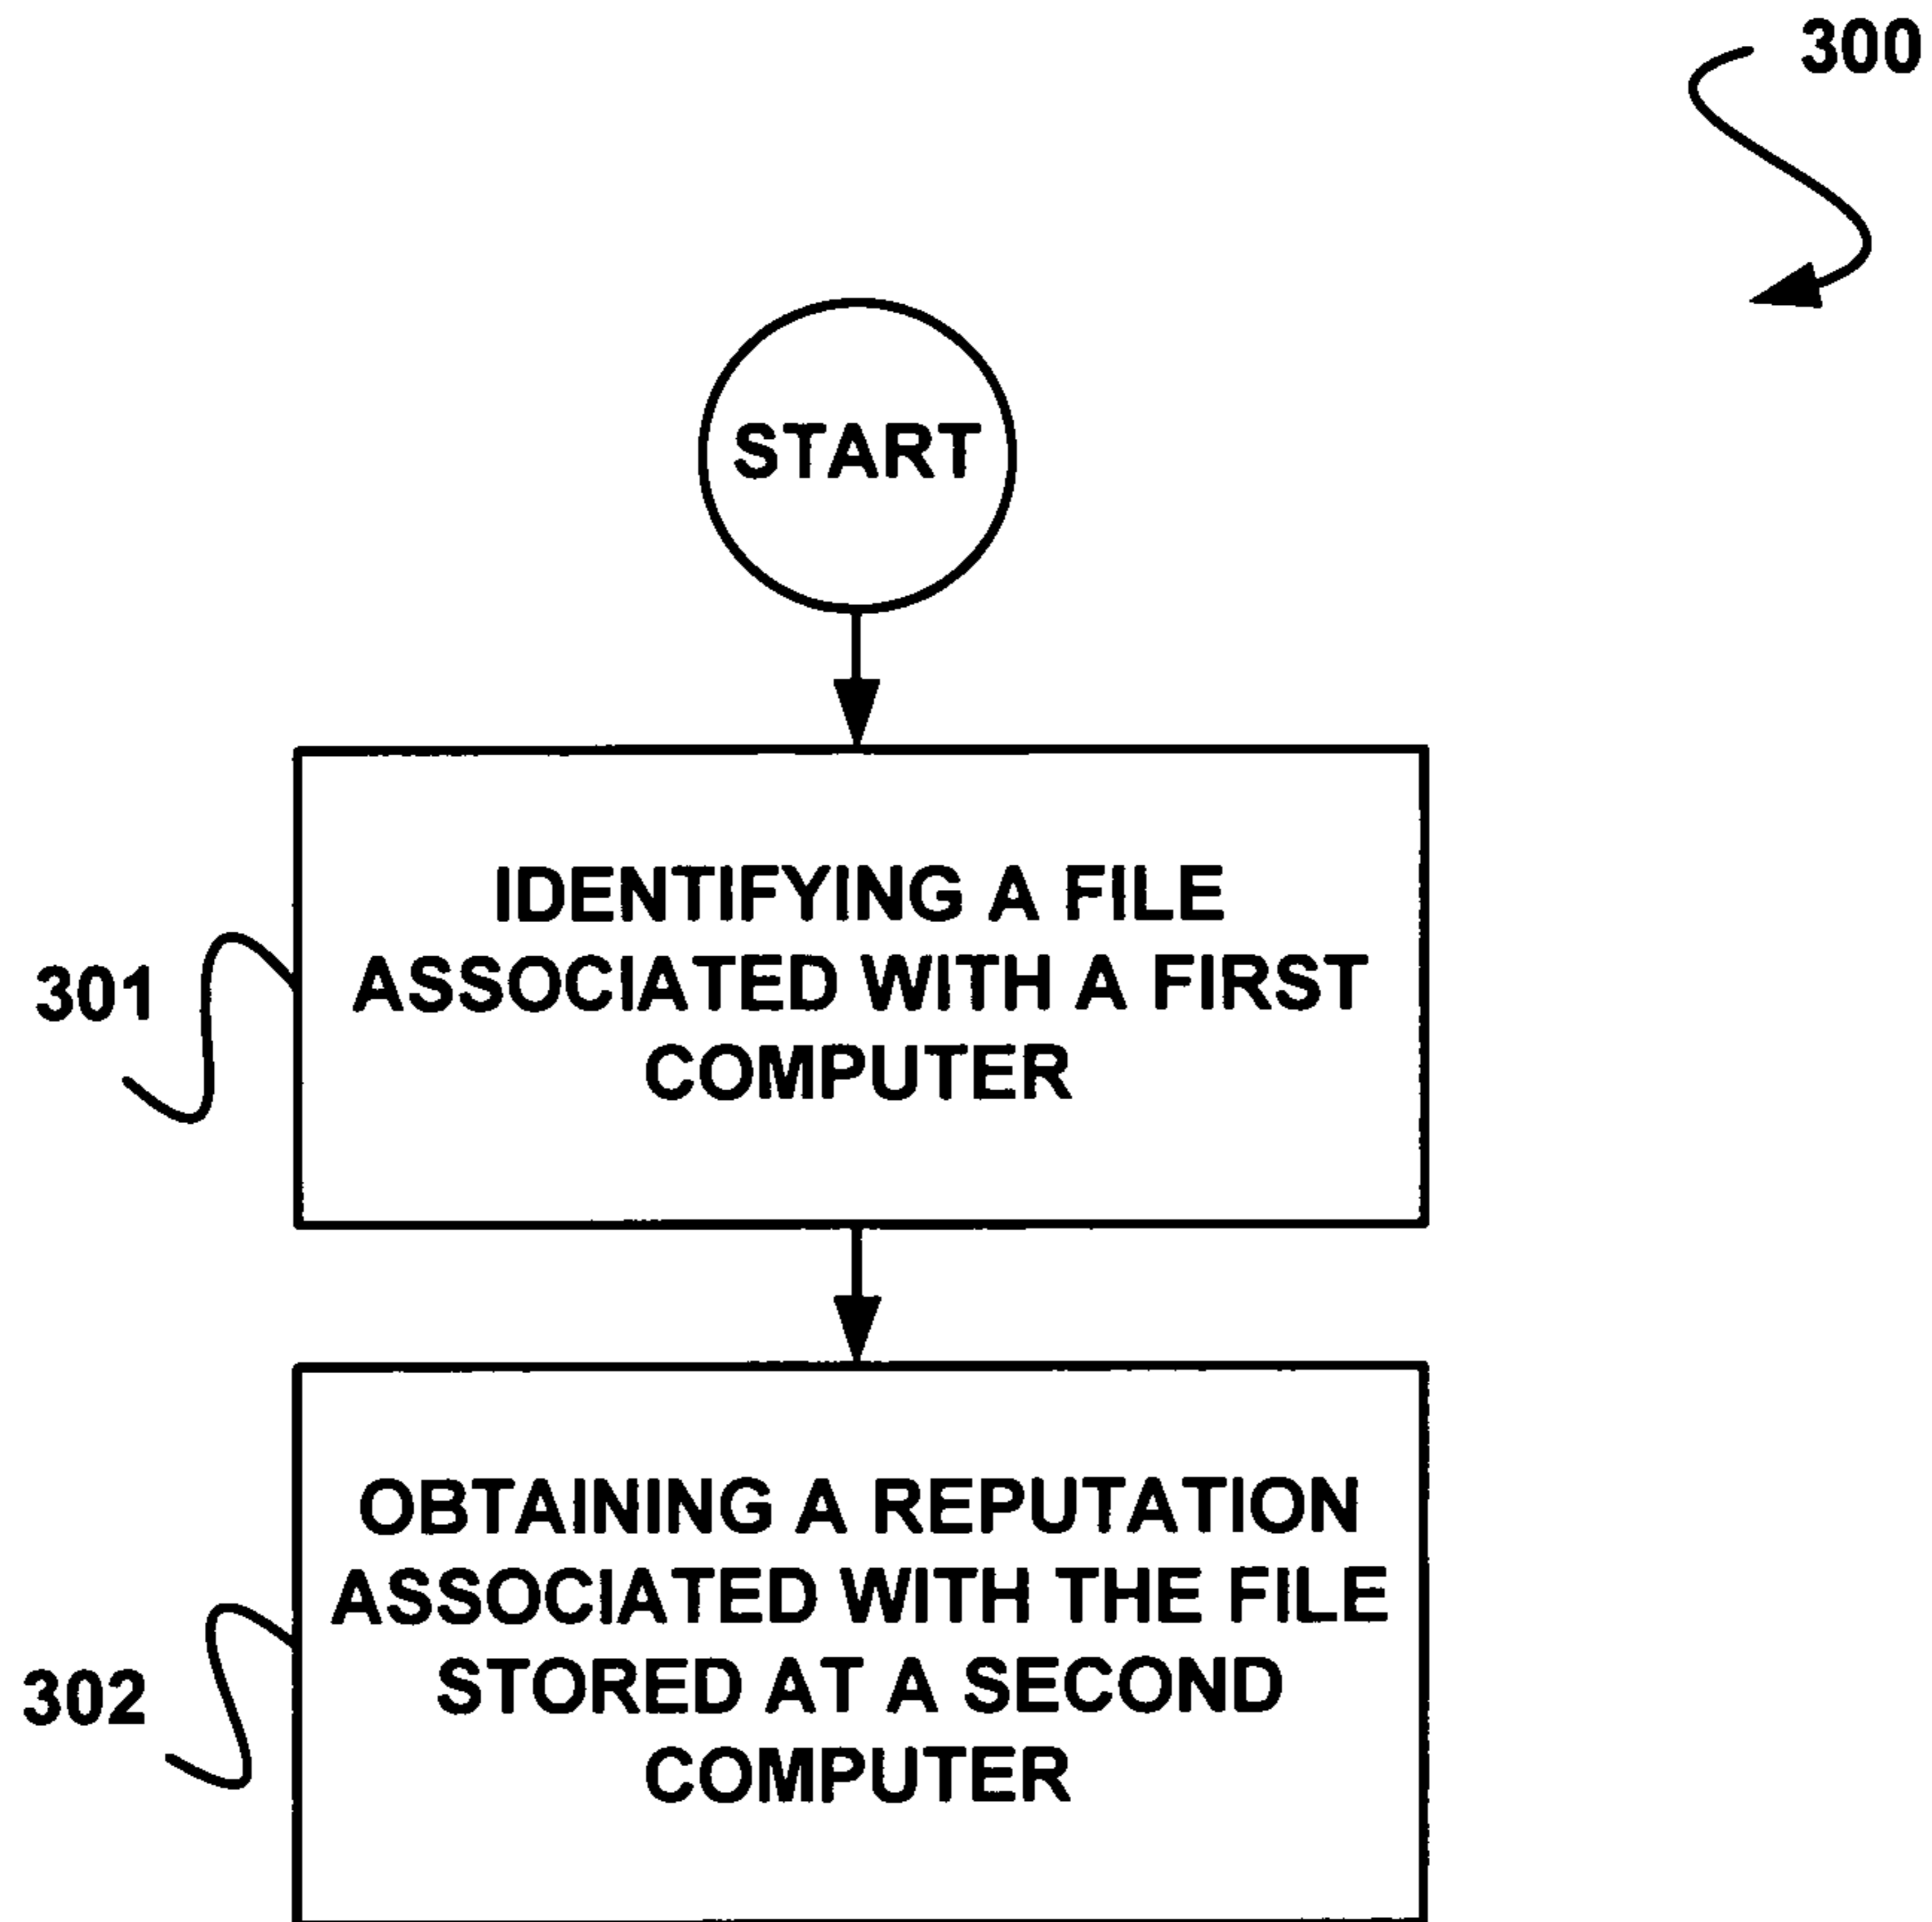 300
START
IDENTIFYING A FILE
ASSOCIATED WITH A FIRST
COMPUTER
301
OBTAINING A REPUTATION
ASSOCIATED WITH THE FILE
STORED AT A SECOND
COMPUTER
302